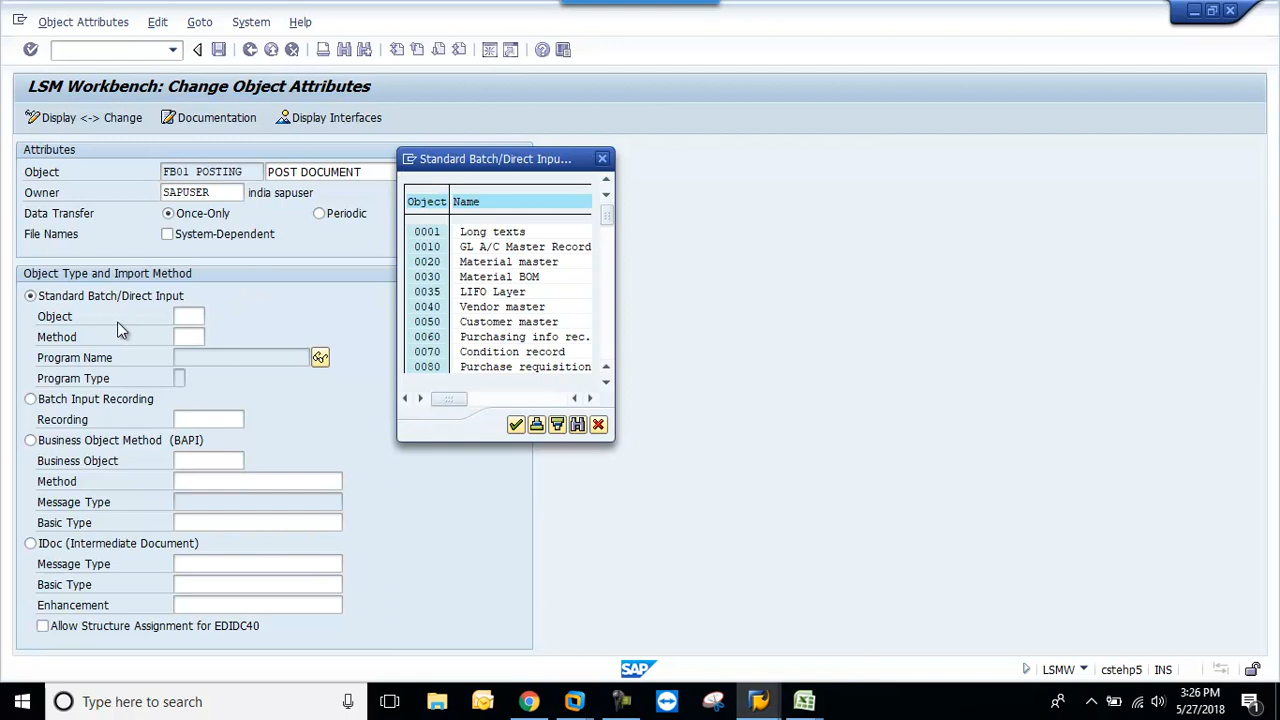 Object Attributes Edit Goto System Help
LSM Workbench: Change Object Attributes
Display <-> Change Documentation Display Interfaces
Attributes
Object FB01 POSTING POST DOCUMENT
Owner SAPUSER india sapuser
Data Transfer Once-Only Periodic
File Names System-Dependent
Object Type and Import Method
Standard Batch/Direct Input
Object
Method
Program Name
Program Type
Batch Input Recording
Recording
Business Object Method (BAPI)
Business Object
Method
Message Type
Basic Type
IDoc (Intermediate Document)
Message Type
Basic Type
Enhancement
Allow Structure Assignment for EDIDC40
Standard Batch/Direct Inpu...
Object Name
0001 Long texts
0010 GL A/C Master Record
0020 Material master
0030 Material BOM
0035 LIFO Layer
0040 Vendor master
0050 Customer master
0060 Purchasing info rec.
0070 Condition record
0080 Purchase requisition
SAP LSMW cstehp5 INS
Type here to search
3:26 PM
5/27/2018
1